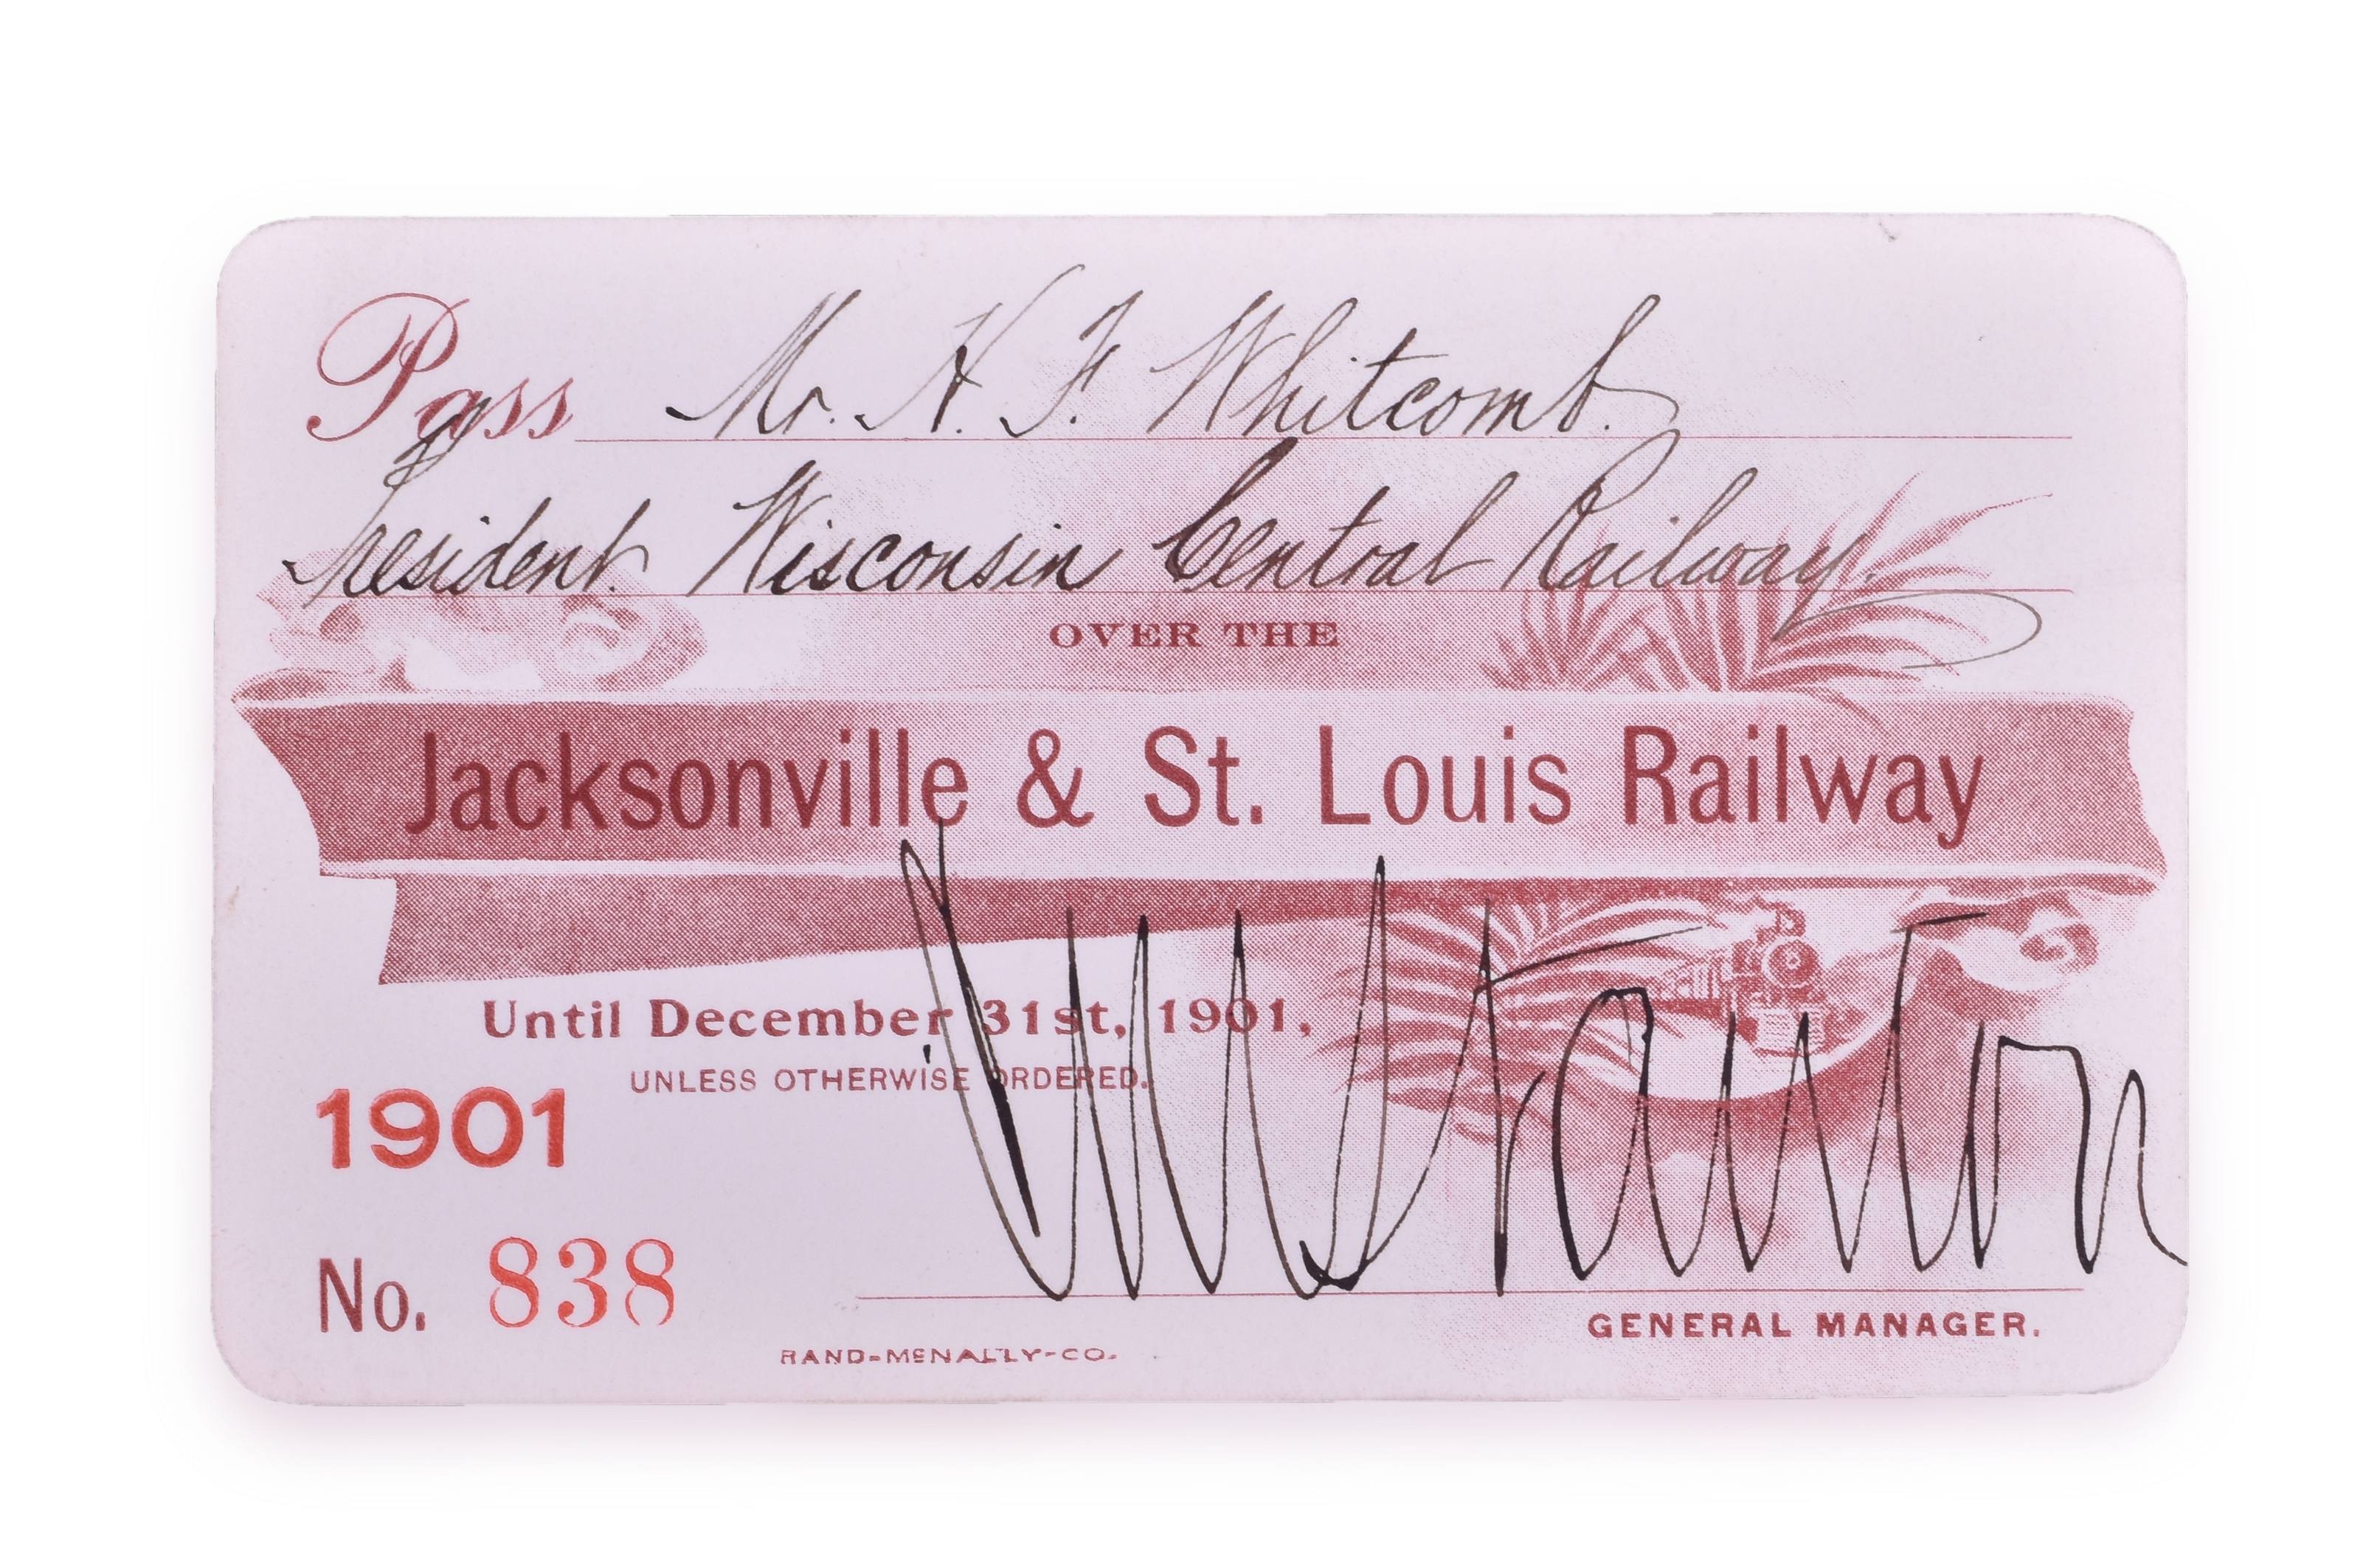 Pass Mr. H. F. Whitcomb.
President. Wisconsin Central Railway.
OVER THE
Jacksonville & St. Louis Railway
Until December 31st, 1901,
UNLESS OTHERWISE ORDERED.
1901
No. 838
GENERAL MANAGER.
RAND-MCNALLY-CO.